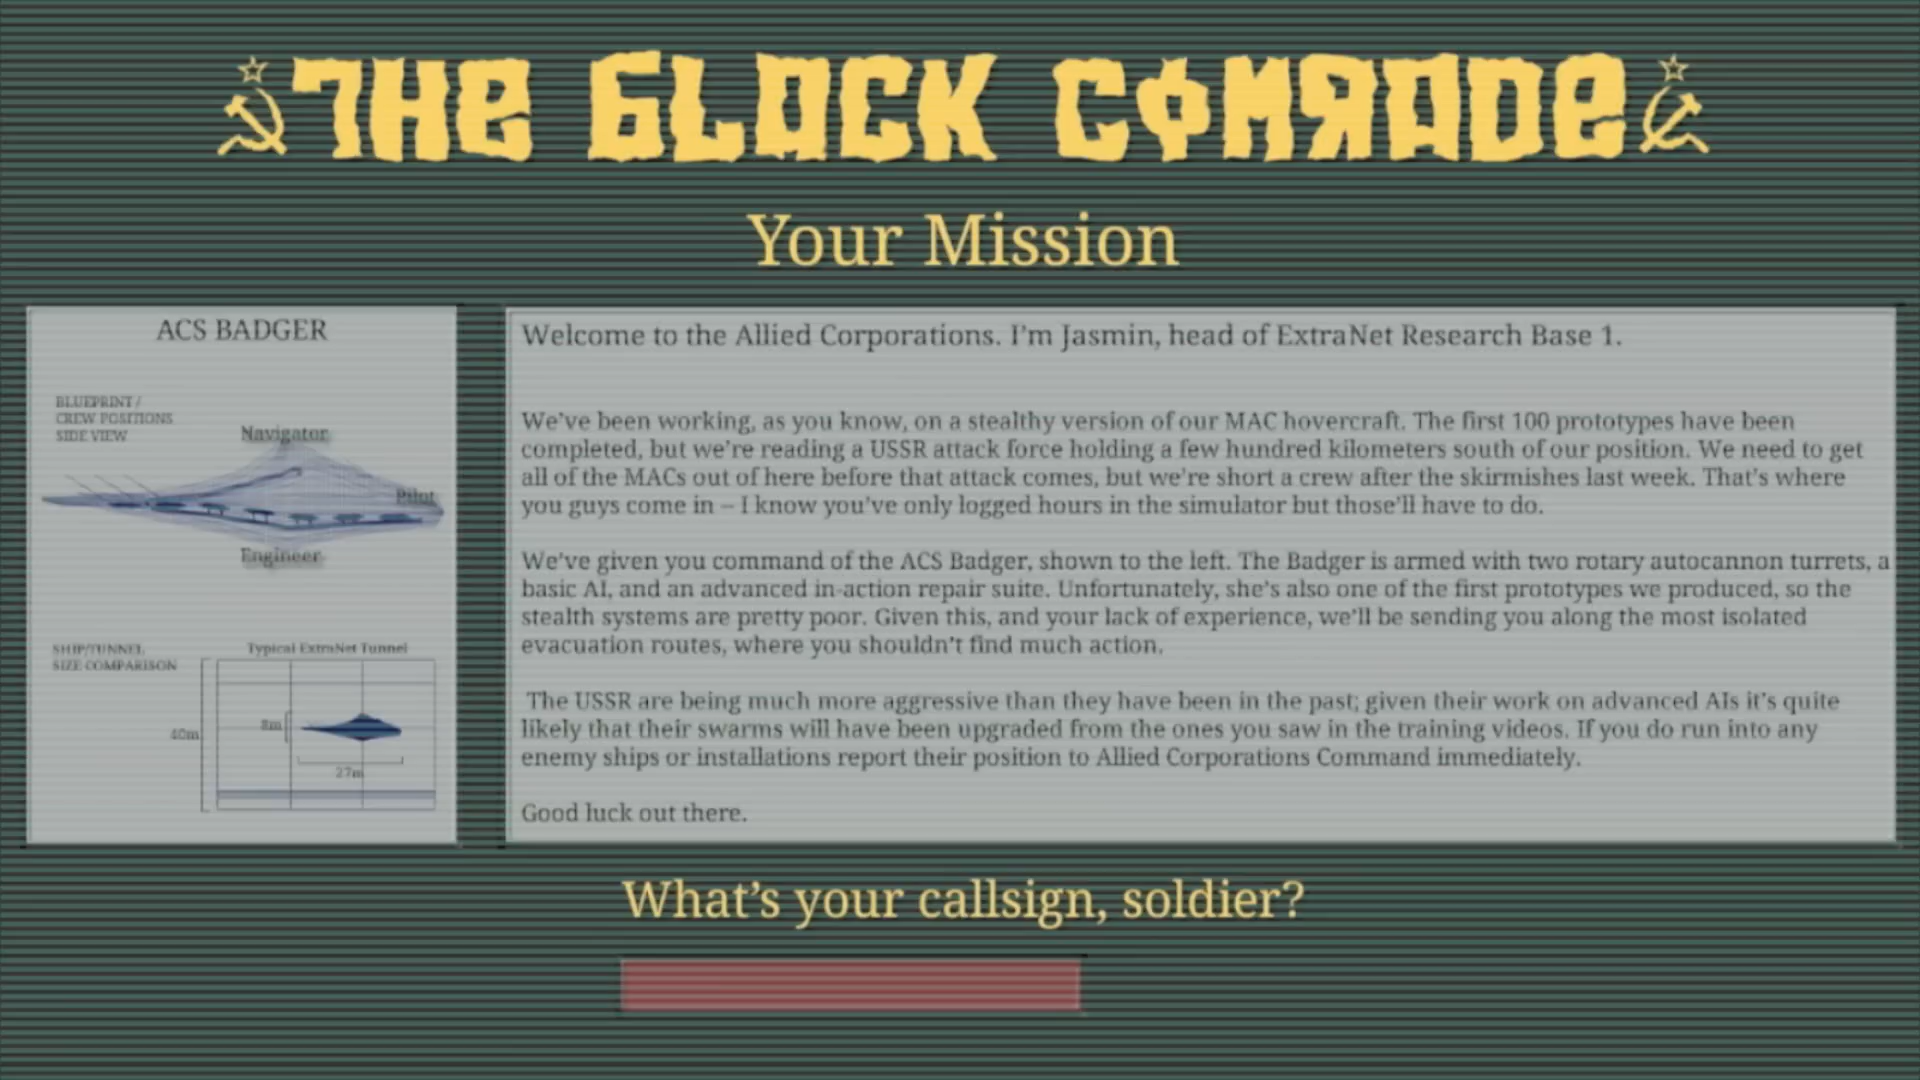 THE BLACK COMRADE
Your Mission
ACS BADGER
BLUEPRINT /
CREW POSITIONS
SIDE VIEW
Navigator
Pilot
Engineer
SHIP/TUNNEL
SIZE COMPARISON
Typical ExtraNet Tunnel
40m
8m
27m
Welcome to the Allied Corporations. I'm Jasmin, head of ExtraNet Research Base 1.
We've been working, as you know, on a stealthy version of our MAC hovercraft. The first 100 prototypes have been
completed, but we're reading a USSR attack force holding a few hundred kilometers south of our position. We need to get
all of the MACs out of here before that attack comes, but we're short a crew after the skirmishes last week. That's where
you guys come in – I know you've only logged hours in the simulator but those'll have to do.
We've given you command of the ACS Badger, shown to the left. The Badger is armed with two rotary autocannon turrets, a
basic AI, and an advanced in-action repair suite. Unfortunately, she's also one of the first prototypes we produced, so the
stealth systems are pretty poor. Given this, and your lack of experience, we'll be sending you along the most isolated
evacuation routes, where you shouldn't find much action.
The USSR are being much more aggressive than they have been in the past; given their work on advanced AIs it's quite
likely that their swarms will have been upgraded from the ones you saw in the training videos. If you do run into any
enemy ships or installations report their position to Allied Corporations Command immediately.
Good luck out there.
What's your callsign, soldier?